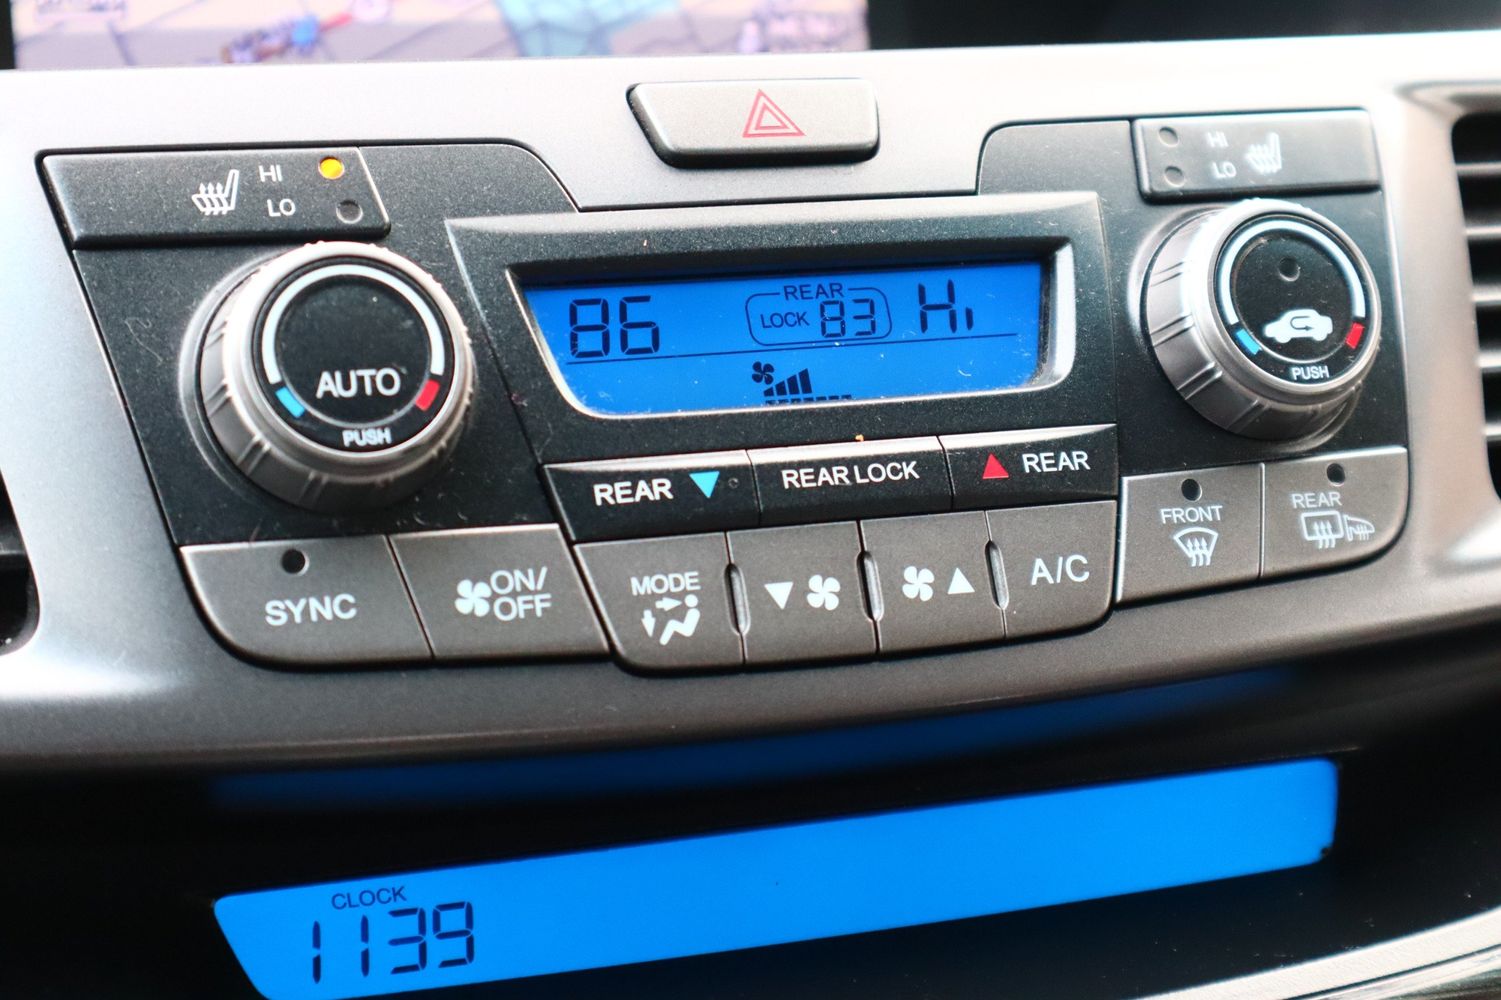 HI
LO
HI
LO
86
REAR
LOCK 83
Hi
AUTO
PUSH
PUSH
REAR
REAR LOCK
REAR
SYNC
ON/
OFF
MODE
A/C
FRONT
REAR
CLOCK
1139